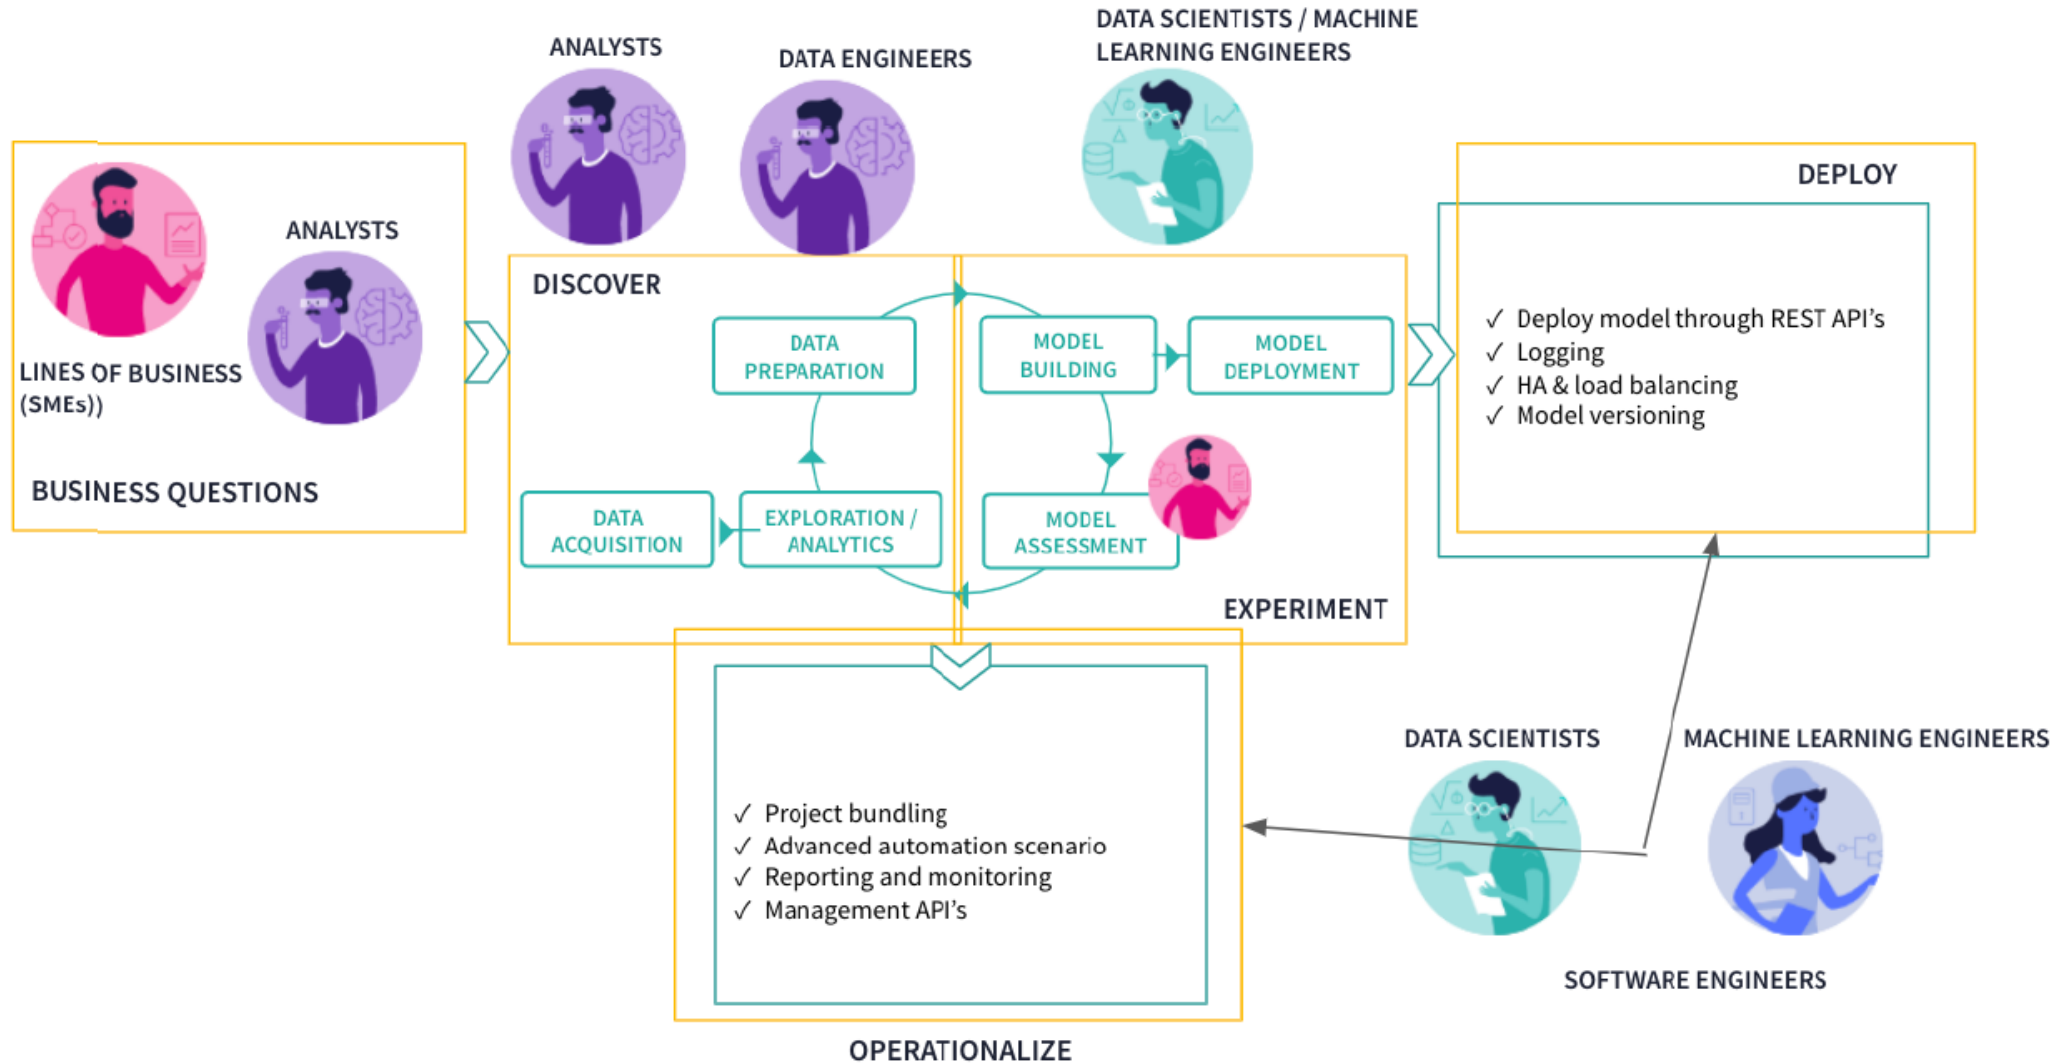 DATA SCIENTISTS / MACHINE
LEARNING ENGINEERS
ANALYSTS
DATA ENGINEERS
ANALYSTS
LINES OF BUSINESS
(SMEs))
BUSINESS QUESTIONS
DISCOVER
DATA
PREPARATION
MODEL
BUILDING
MODEL
DEPLOYMENT
DATA
ACQUISITION
EXPLORATION /
ANALYTICS
MODEL
ASSESSMENT
EXPERIMENT
DEPLOY
✓ Deploy model through REST API's
✓ Logging
✓ HA & load balancing
✓ Model versioning
✓ Project bundling
✓ Advanced automation scenario
✓ Reporting and monitoring
✓ Management API's
OPERATIONALIZE
DATA SCIENTISTS
MACHINE LEARNING ENGINEERS
SOFTWARE ENGINEERS